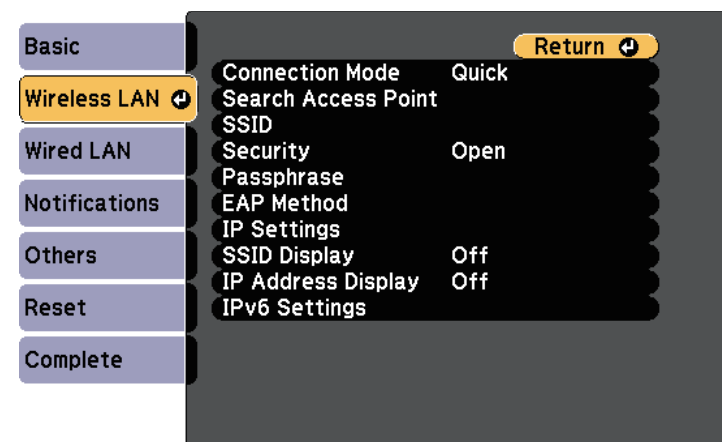 Basic
Wireless LAN
Wired LAN
Notifications
Others
Reset
Complete
Return
Connection Mode Quick
Search Access Point
SSID
Security Open
Passphrase
EAP Method
IP Settings
SSID Display Off
IP Address Display Off
IPv6 Settings